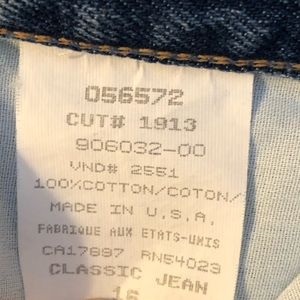 056572
CUT# 1913
906032-00
VND# 2551
100%COTTON/COTON/
MADE IN U.S.A.
FABRIQUE AUX ETATS-UNIS
CA17897 RN54023
CLASSIC JEAN
16